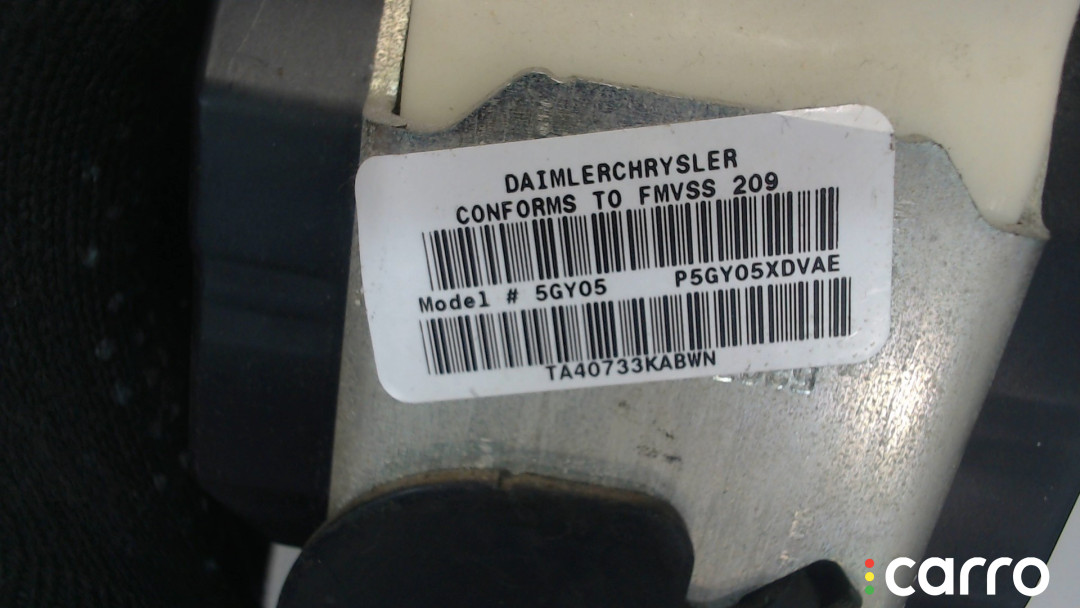 DAIMLERCHRYSLER
CONFORMS TO FMVSS 209
Model # 5GY05 P5GY05XDVAE
TA40733KABWN
carro